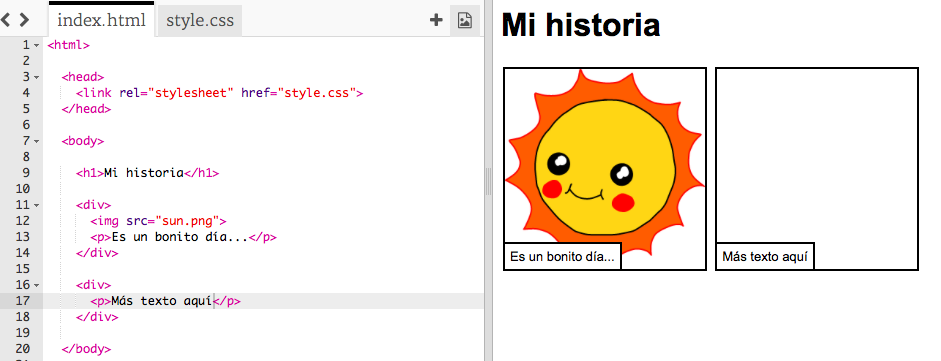 index.html style.css
1 <html>
2
3 <head>
4 <link rel="stylesheet" href="style.css">
5 </head>
6
7 <body>
8
9 <h1>Mi historia</h1>
10
11 <div>
12 <img src="sun.png">
13 <p>Es un bonito día...</p>
14 </div>
15
16 <div>
17 <p>Más texto aquí</p>
18 </div>
19
20 </body>
Mi historia
Es un bonito día...
Más texto aquí